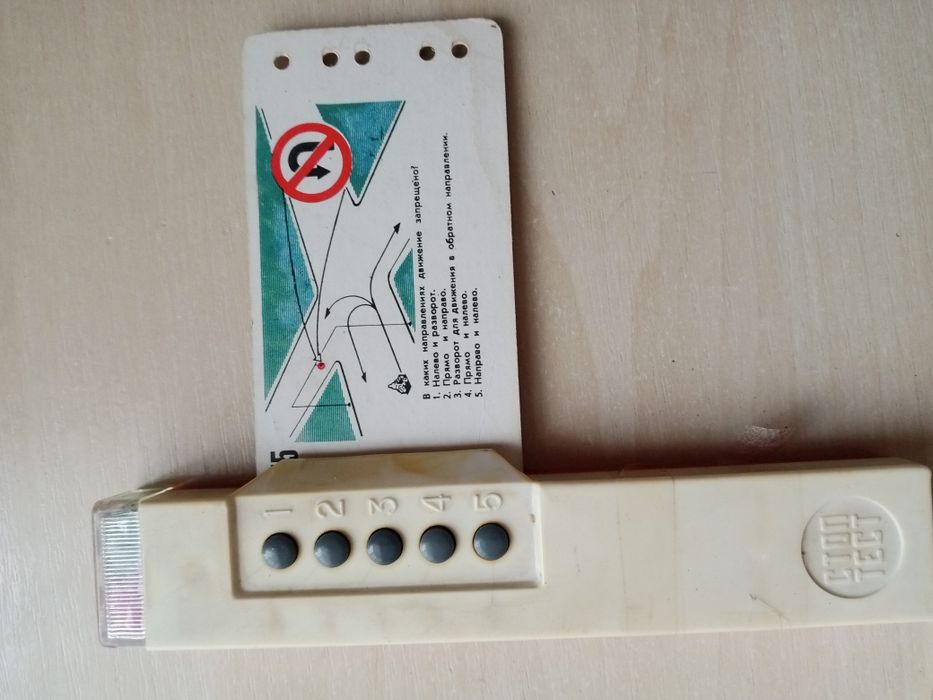 5
В каких направлениях движение запрещено?
1. Налево и разворот.
2. Прямо и направо.
3. Разворот для движения в обратном направлении.
4. Прямо и налево.
5. Направо и налево.
1
2
3
4
5
СТОП
ТЕСТ